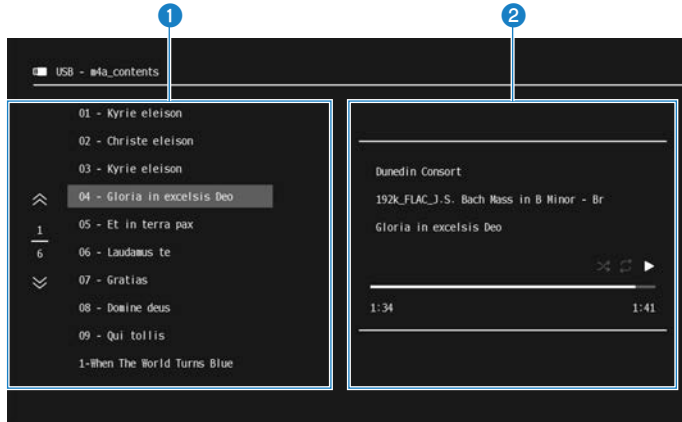 1
2
USB - m4a_contents
01 - Kyrie eleison
02 - Christe eleison
03 - Kyrie eleison
04 - Gloria in excelsis Deo
05 - Et in terra pax
06 - Laudamus te
07 - Gratias
08 - Domine deus
09 - Qui tollis
1-When The World Turns Blue
1
6
Dunedin Consort
192k_FLAC_J.S. Bach Mass in B Minor - Br
Gloria in excelsis Deo
1:34
1:41